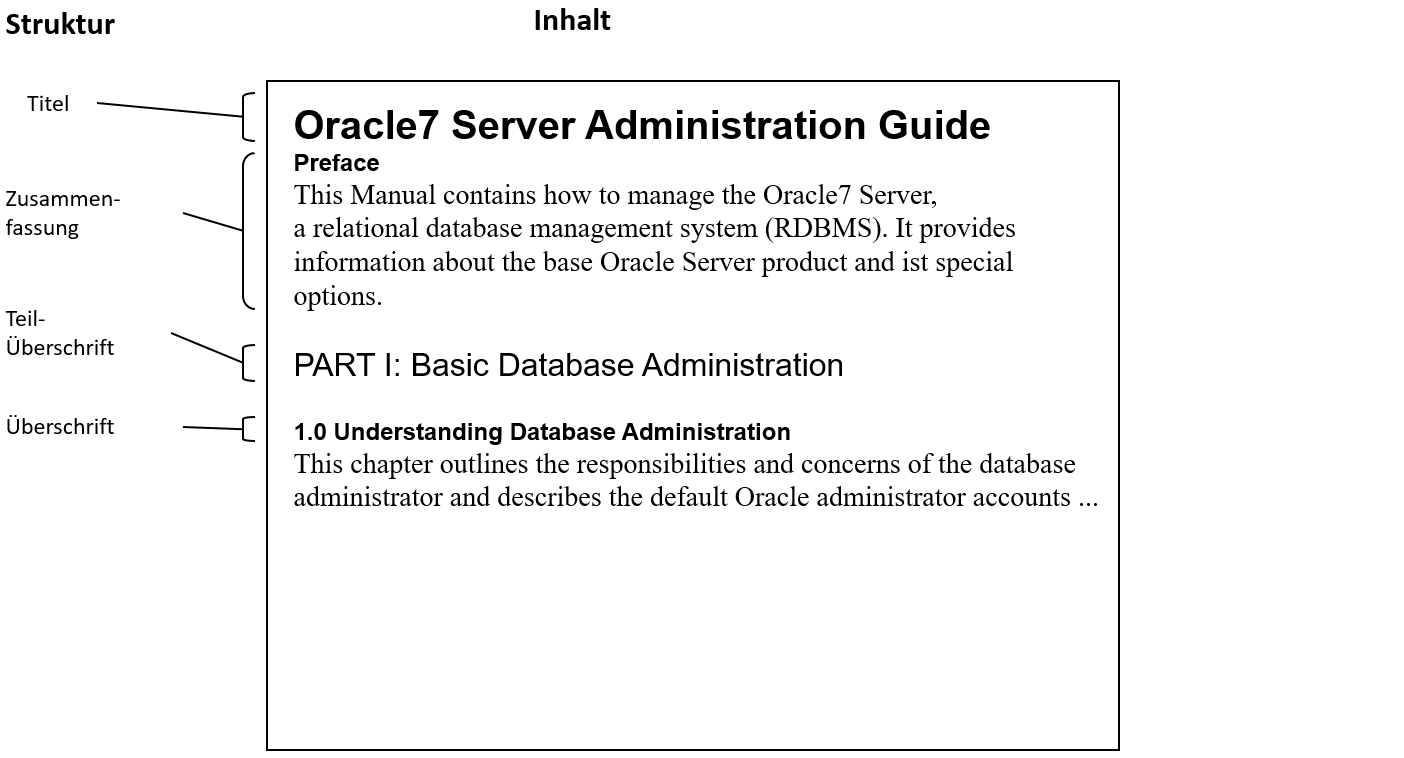 Struktur
Inhalt
Titel
Oracle7 Server Administration Guide
Preface
Zusammen-
fassung
This Manual contains how to manage the Oracle7 Server,
a relational database management system (RDBMS). It provides
information about the base Oracle Server product and ist special
options.
Teil-
Überschrift
PART I: Basic Database Administration
Überschrift
1.0 Understanding Database Administration
This chapter outlines the responsibilities and concerns of the database
administrator and describes the default Oracle administrator accounts ...